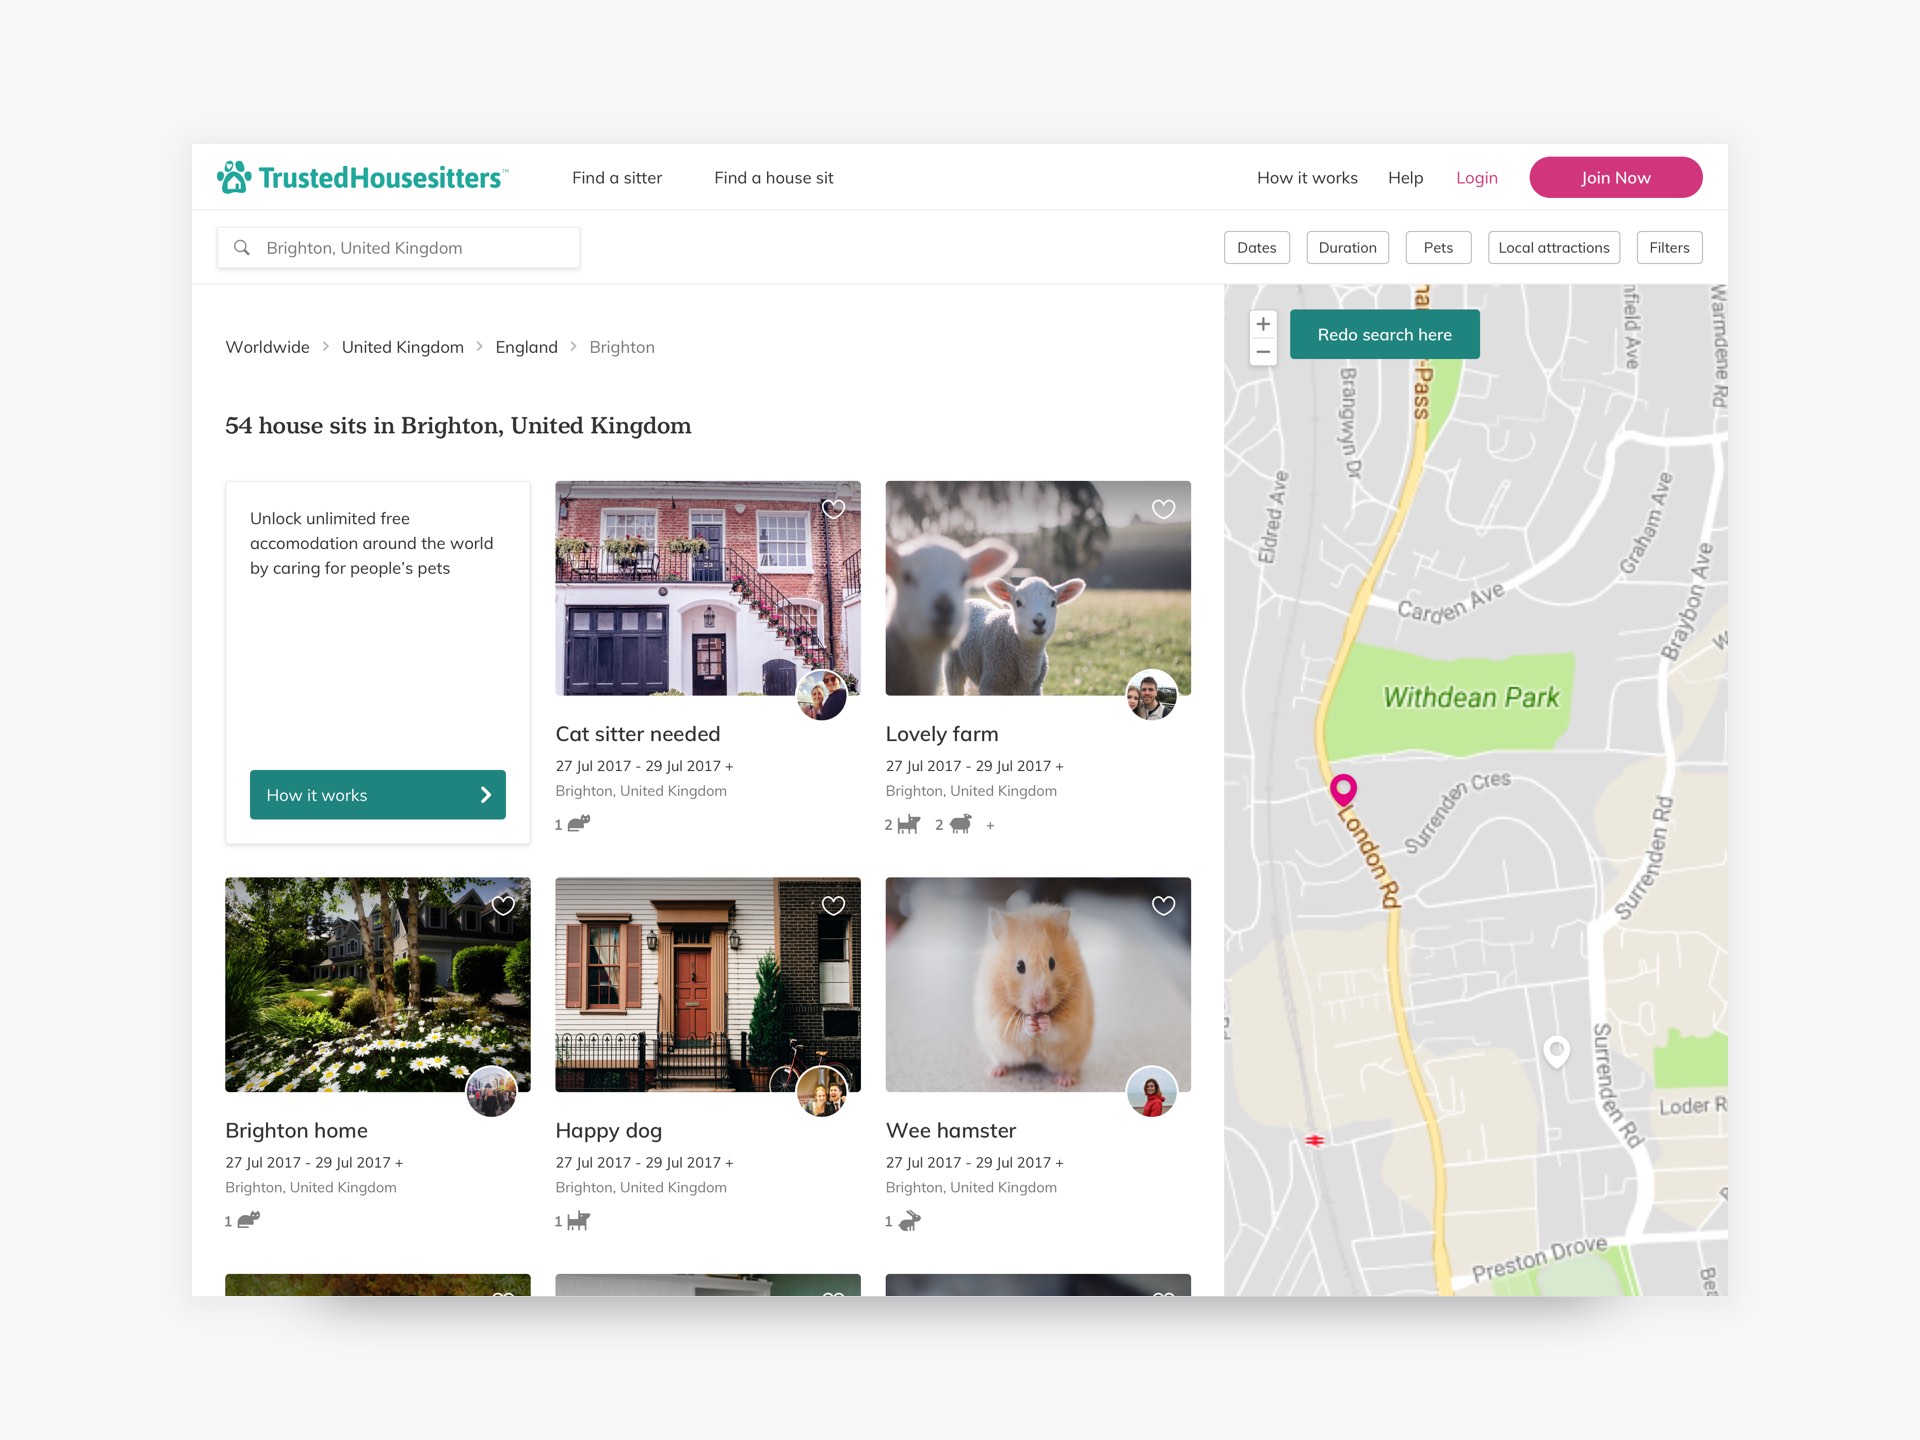 TrustedHousesitters™
Find a sitter
Find a house sit
How it works
Help
Login
Join Now
Brighton, United Kingdom
Dates
Duration
Pets
Local attractions
Filters
Worldwide
United Kingdom
England
Brighton
54 house sits in Brighton, United Kingdom
Unlock unlimited free
accomodation around the world
by caring for people's pets
How it works
Cat sitter needed
27 Jul 2017 - 29 Jul 2017 +
Brighton, United Kingdom
1
Lovely farm
27 Jul 2017 - 29 Jul 2017 +
Brighton, United Kingdom
2 2 +
Brighton home
27 Jul 2017 - 29 Jul 2017 +
Brighton, United Kingdom
1
Happy dog
27 Jul 2017 - 29 Jul 2017 +
Brighton, United Kingdom
1
Wee hamster
27 Jul 2017 - 29 Jul 2017 +
Brighton, United Kingdom
1
+
−
Redo search here
-Pass
Brangwyn Dr
nfield Ave
Warmdene Rd
Eldred Ave
Graham Ave
Carden Ave
Braybon Ave
Withdean Park
Surrenden Cres
London Rd
Surrenden Rd
Surrenden Rd
Loder R
Preston Drove